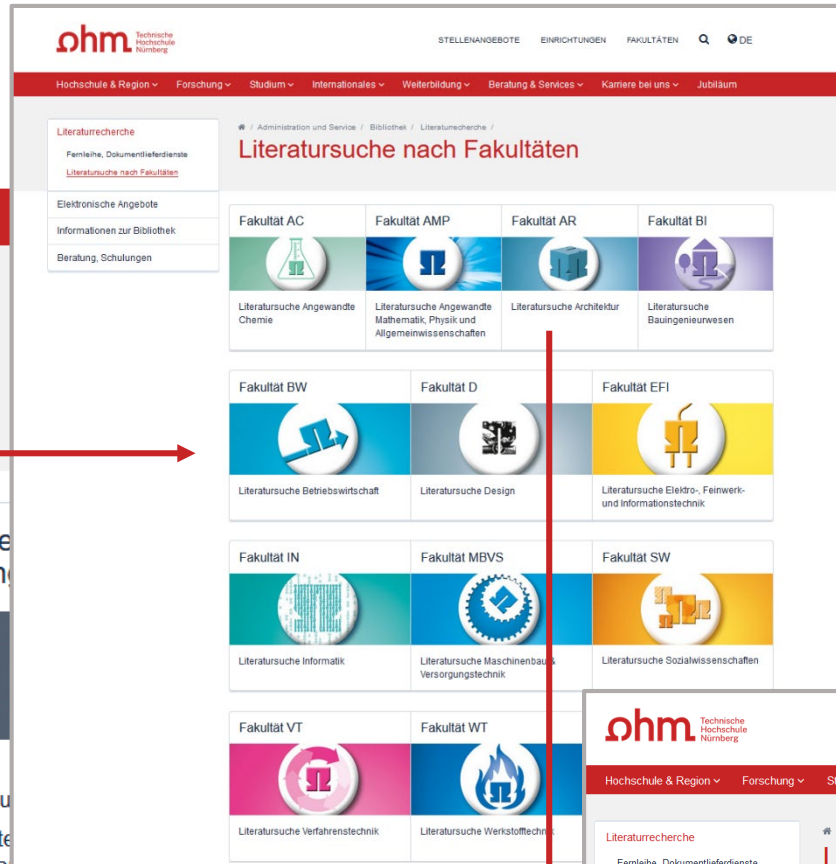 ohm Technische
Hochschule
Nürnberg
STELLENANGEBOTE EINRICHTUNGEN FAKULTÄTEN DE
Hochschule & Region Forschung Studium Internationales Weiterbildung Beratung & Services Karriere bei uns Jubiläum
Literaturrecherche
Fernleihe, Dokumentlieferdienste
Literatursuche nach Fakultäten
Elektronische Angebote
Informationen zur Bibliothek
Beratung, Schulungen
/ Administration und Service / Bibliothek / Literaturrecherche /
Literatursuche nach Fakultäten
Fakultät AC
Literatursuche Angewandte
Chemie
Fakultät AMP
Literatursuche Angewandte
Mathematik, Physik und
Allgemeinwissenschaften
Fakultät AR
Literatursuche Architektur
Fakultät BI
Literatursuche
Bauingenieurwesen
Fakultät BW
Literatursuche Betriebswirtschaft
Fakultät D
Literatursuche Design
Fakultät EFI
Literatursuche Elektro-, Feinwerk-
und Informationstechnik
Fakultät IN
Literatursuche Informatik
Fakultät MBVS
Literatursuche Maschinenbau &
Versorgungstechnik
Fakultät SW
Literatursuche Sozialwissenschaften
Fakultät VT
Literatursuche Verfahrenstechnik
Fakultät WT
Literatursuche Werkstofftechnik
ohm Technische
Hochschule
Nürnberg
Hochschule & Region Forschung
Literaturrecherche
Fernleihe, Dokumentlieferdienste